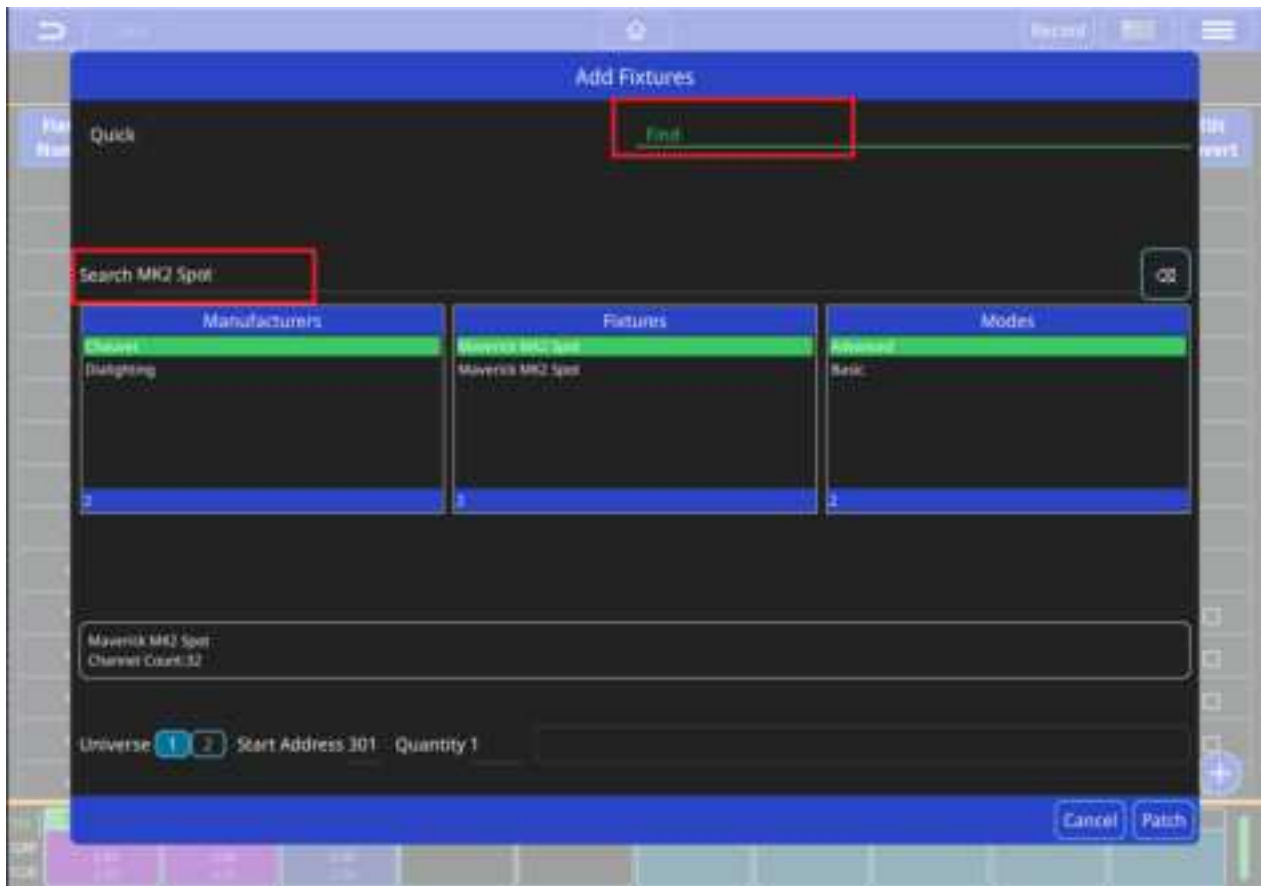 Record
Add Fixtures
Quick
Find
Search MK2 Spot
Manufacturers
Fixtures
Modes
Chauvet
Maverick MK2 Spot
Advanced
Dialighting
Maverick MK2 Spot
Basic
2
2
Maverick MK2 Spot
Channel Count:32
Universe 1 2 Start Address 301 Quantity 1
Cancel Patch